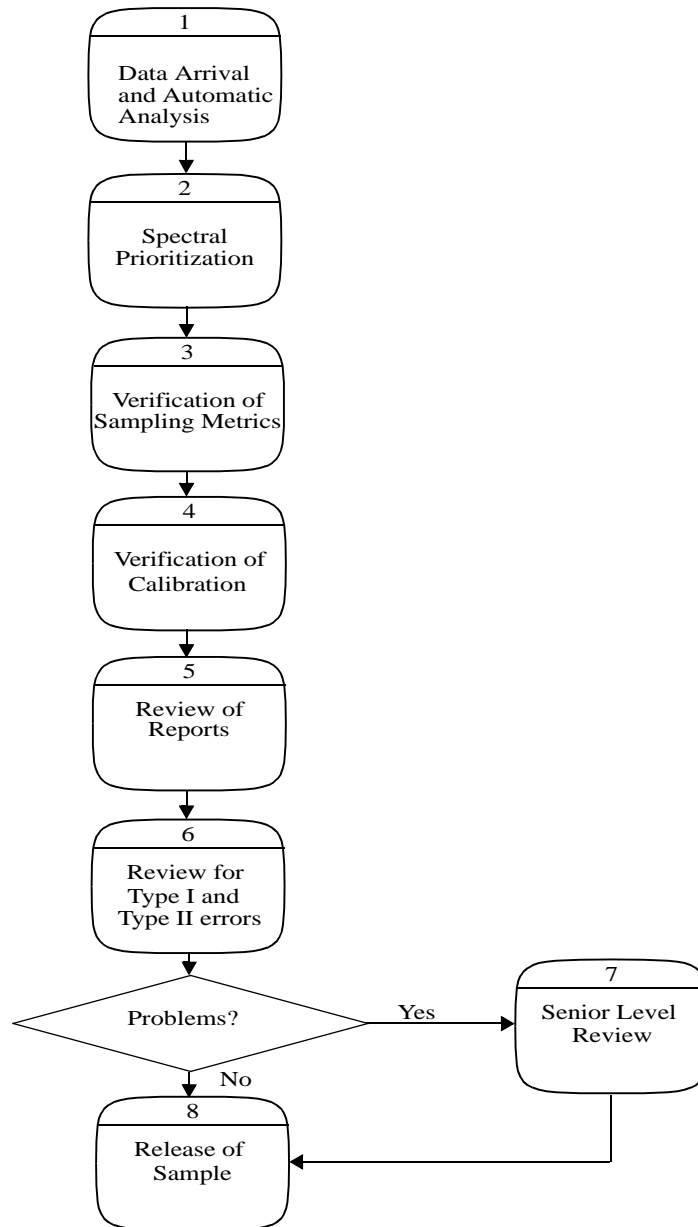 1
Data Arrival
and Automatic
Analysis
2
Spectral
Prioritization
3
Verification of
Sampling Metrics
4
Verification of
Calibration
5
Review of
Reports
6
Review for
Type I and
Type II errors
Problems?
Yes
7
Senior Level
Review
No
8
Release of
Sample